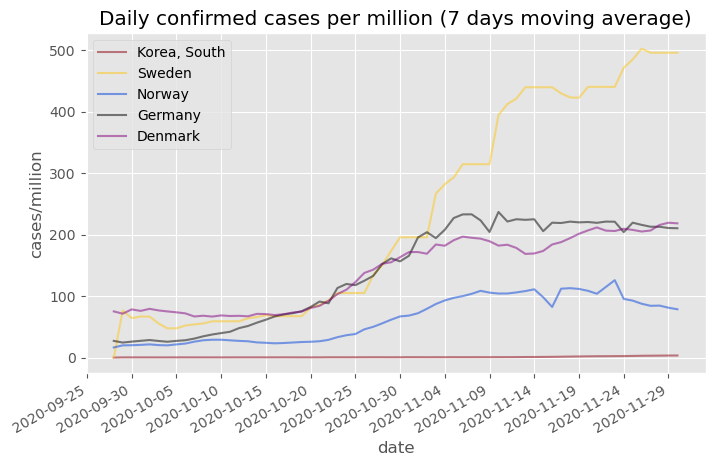 Daily confirmed cases per million (7 days moving average)
Korea, South
Sweden
Norway
Germany
Denmark
cases/million
500
400
300
200
100
0
2020-09-25
2020-09-30
2020-10-05
2020-10-10
2020-10-15
2020-10-20
2020-10-25
2020-10-30
2020-11-04
2020-11-09
2020-11-14
2020-11-19
2020-11-24
2020-11-29
date